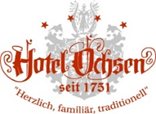 Hotel Ochsen
seit 1751
"Herzlich, familiär, traditionell"